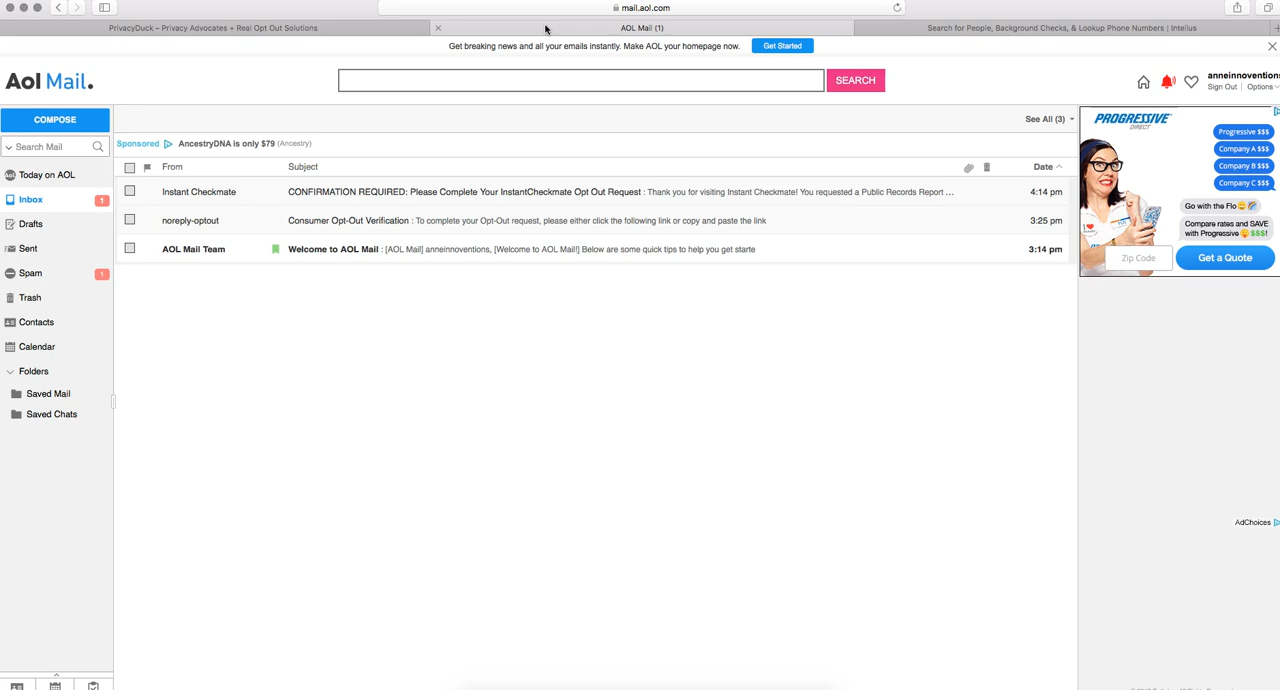 mail.aol.com
PrivacyDuck – Privacy Advocates + Real Opt Out Solutions
AOL Mail (1)
Search for People, Background Checks, & Lookup Phone Numbers | Intelius
Get breaking news and all your emails instantly. Make AOL your homepage now.
Get Started
Aol Mail.
SEARCH
anneinnoventions
Sign Out | Options
COMPOSE
Search Mail
Today on AOL
Inbox 1
Drafts
Sent
Spam 1
Trash
Contacts
Calendar
Folders
Saved Mail
Saved Chats
See All (3)
Sponsored AncestryDNA is only $79 (Ancestry)
From Subject Date
Instant Checkmate CONFIRMATION REQUIRED: Please Complete Your InstantCheckmate Opt Out Request : Thank you for visiting Instant Checkmate! You requested a Public Records Report ... 4:14 pm
noreply-optout Consumer Opt-Out Verification : To complete your Opt-Out request, please either click the following link or copy and paste the link 3:25 pm
AOL Mail Team Welcome to AOL Mail : [AOL Mail] anneinnoventions, [Welcome to AOL Mail!] Below are some quick tips to help you get starte 3:14 pm
PROGRESSIVE
DIRECT
Progressive $$$
Company A $$$
Company B $$$
Company C $$$
Go with the Flo
Compare rates and SAVE
with Progressive $$$!
Zip Code
Get a Quote
AdChoices